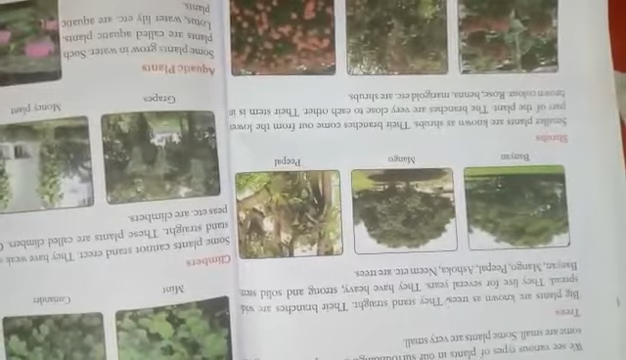 We see various types of plants in our
some are small. Some plants are very small.
Trees
Big plants are known as trees. They stand straight. Their branches are wid
spread. They live for several years. They have heavy, strong and solid
Banyan, Mango, Peepal, Ashoka, Neem etc are trees.
Banyan Mango Peepal
Shrubs
Smaller plants are known as shrubs. Their branches come out from the lower
part of the plant. The branches are very close to each other. Their stem is in
brown colour. Rose, henna, marigold etc. are shrubs.
Mint Coriander
Climbers
Some plants cannot stand erect. They have weak
stand straight. These plants are called climbers.
peas etc. are climbers.
Grapes Money plant
Aquatic Plants
Some plants grow in water. Such
plants are called aquatic plants.
Lotus, water lily etc. are aquatic
plants.